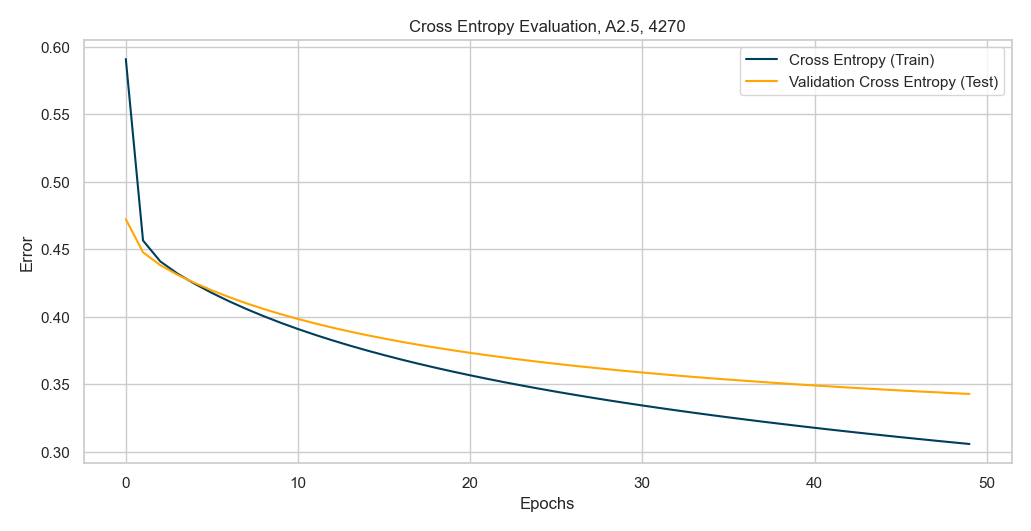 Cross Entropy Evaluation, A2.5, 4270
Cross Entropy (Train)
Validation Cross Entropy (Test)
Error
0.60
0.55
0.50
0.45
0.40
0.35
0.30
0
10
20
30
40
50
Epochs